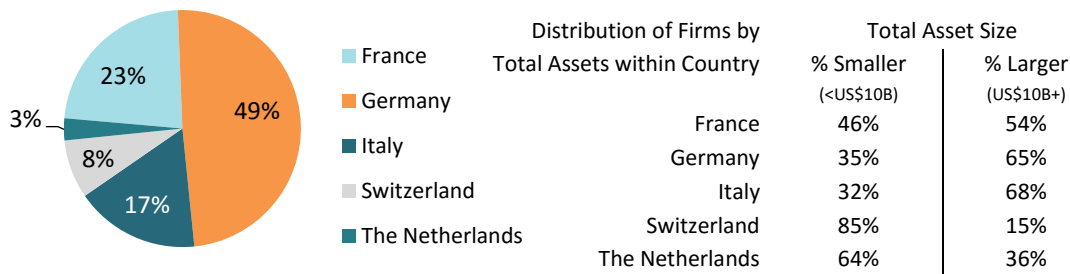 23%
49%
3%
8%
17%
France
Germany
Italy
Switzerland
The Netherlands
Distribution of Firms by Total Asset Size
Total Assets within Country % Smaller % Larger
(<US$10B) (US$10B+)
France 46% 54%
Germany 35% 65%
Italy 32% 68%
Switzerland 85% 15%
The Netherlands 64% 36%